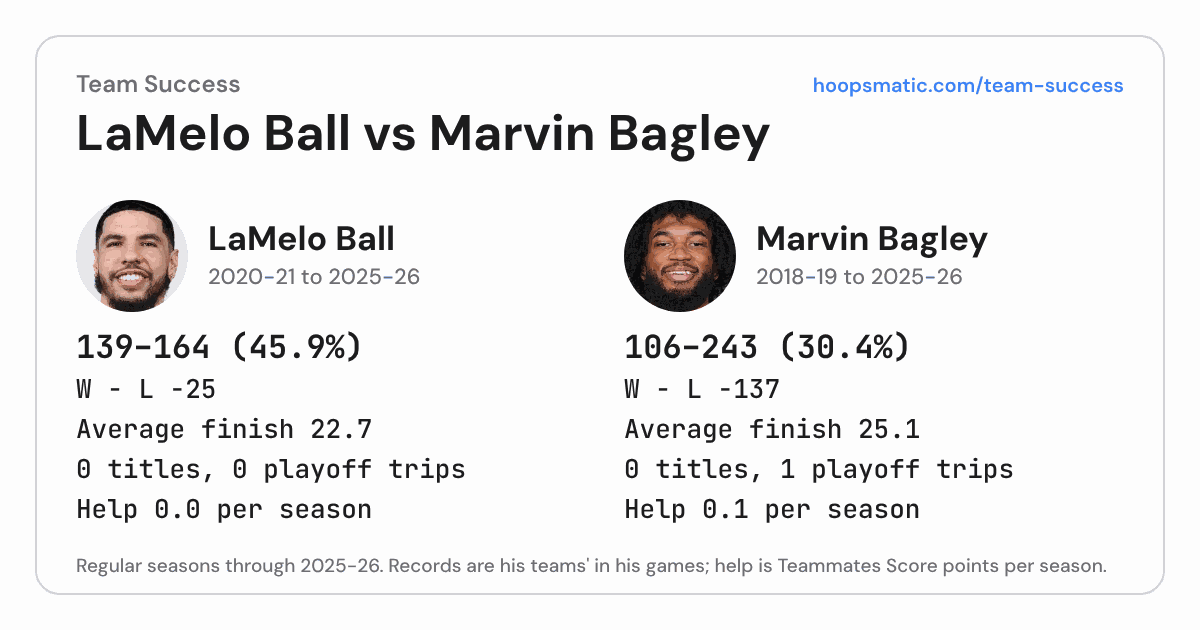 Team Success
hoopsmatic.com/team-success
LaMelo Ball vs Marvin Bagley
LaMelo Ball
2020-21 to 2025-26
139-164 (45.9%)
W - L -25
Average finish 22.7
0 titles, 0 playoff trips
Help 0.0 per season
Marvin Bagley
2018-19 to 2025-26
106-243 (30.4%)
W - L -137
Average finish 25.1
0 titles, 1 playoff trips
Help 0.1 per season
Regular seasons through 2025-26. Records are his teams' in his games; help is Teammates Score points per season.